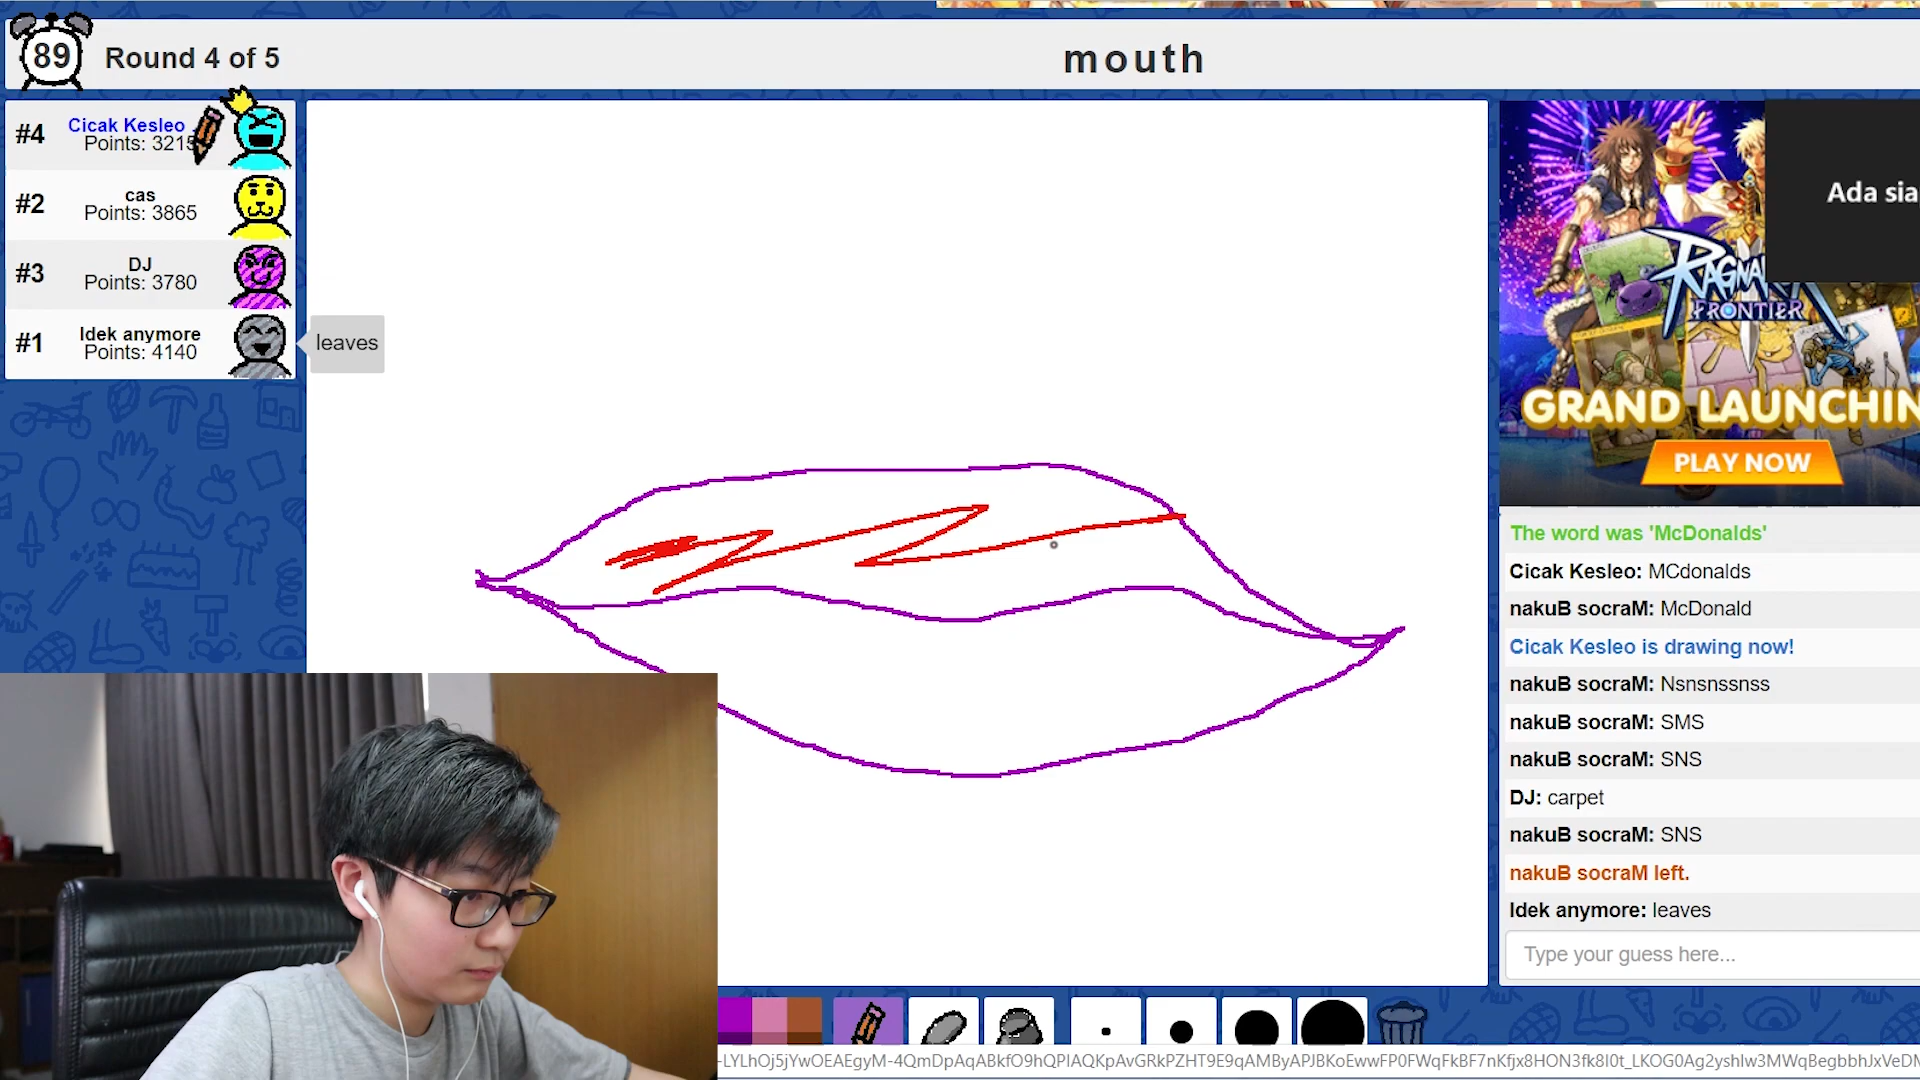 89
Round 4 of 5
mouth
#4
Cicak Kesleo
Points: 3215
#2
cas
Points: 3865
#3
DJ
Points: 3780
#1
Idek anymore
Points: 4140
leaves
Ada sia
RAGNA
FRONTIER
GRAND LAUNCHIN
PLAY NOW
The word was 'McDonalds'
Cicak Kesleo: MCdonalds
nakuB socraM: McDonald
Cicak Kesleo is drawing now!
nakuB socraM: Nsnsnssnss
nakuB socraM: SMS
nakuB socraM: SNS
DJ: carpet
nakuB socraM: SNS
nakuB socraM left.
Idek anymore: leaves
Type your guess here...